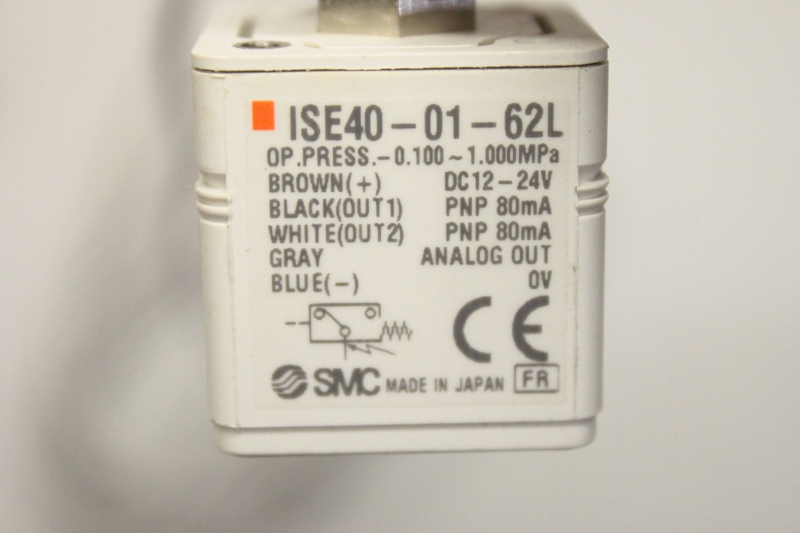 ISE40-01-62L
OP.PRESS.-0.100~1.000MPa
BROWN(+) DC12-24V
BLACK(OUT1) PNP 80mA
WHITE(OUT2) PNP 80mA
GRAY ANALOG OUT
BLUE(-) 0V
CE
SMC MADE IN JAPAN FR